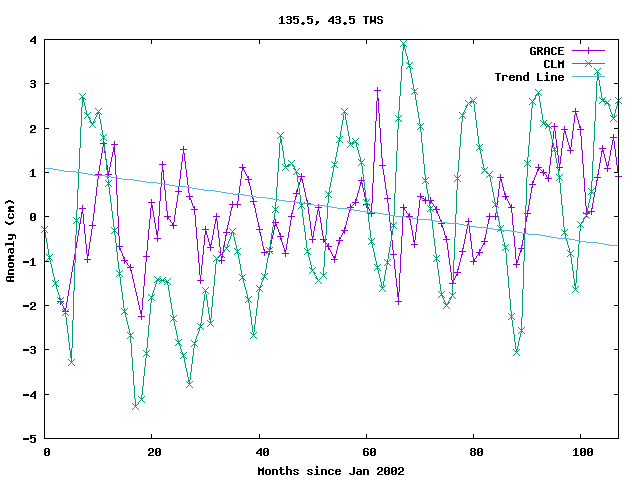 135.5, 43.5 TWS
GRACE
CLM
Trend Line
4
3
2
1
0
-1
-2
-3
-4
-5
Anomaly (cm)
0 20 40 60 80 100
Months since Jan 2002